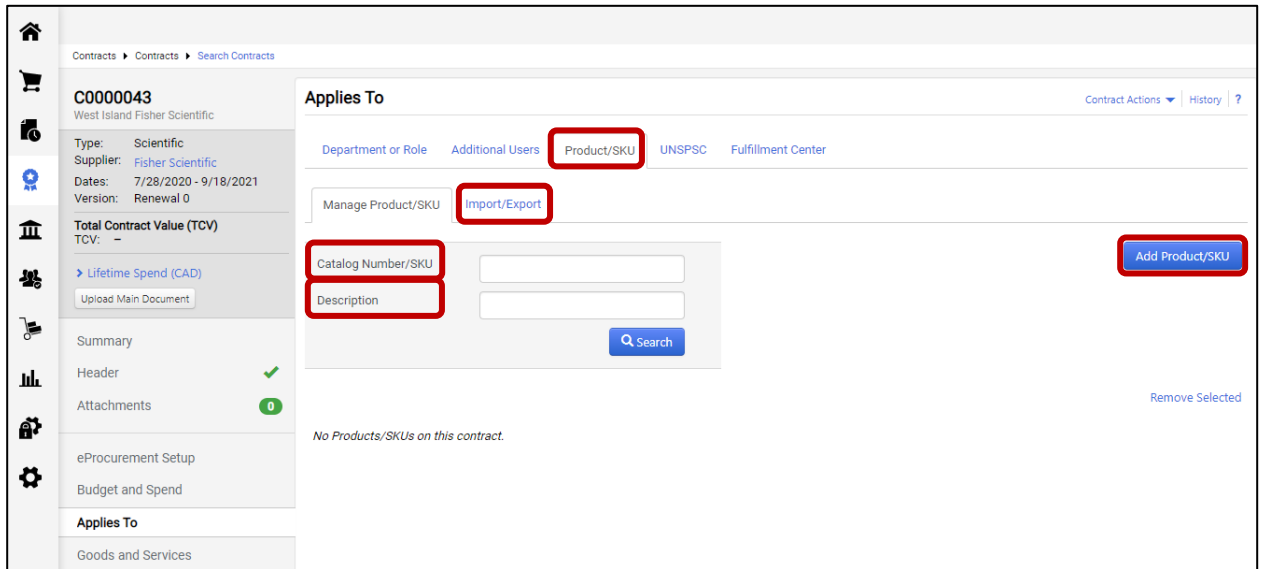 Contracts ▸ Contracts ▸ Search Contracts
C0000043
West Island Fisher Scientific
Type: Scientific
Supplier: Fisher Scientific
Dates: 7/28/2020 - 9/18/2021
Version: Renewal 0
Total Contract Value (TCV)
TCV: –
Lifetime Spend (CAD)
Upload Main Document
Summary
Header
Attachments 0
eProcurement Setup
Budget and Spend
Applies To
Goods and Services
Applies To
Contract Actions History ?
Department or Role Additional Users Product/SKU UNSPSC Fulfillment Center
Manage Product/SKU Import/Export
Catalog Number/SKU
Add Product/SKU
Description
Search
Remove Selected
No Products/SKUs on this contract.